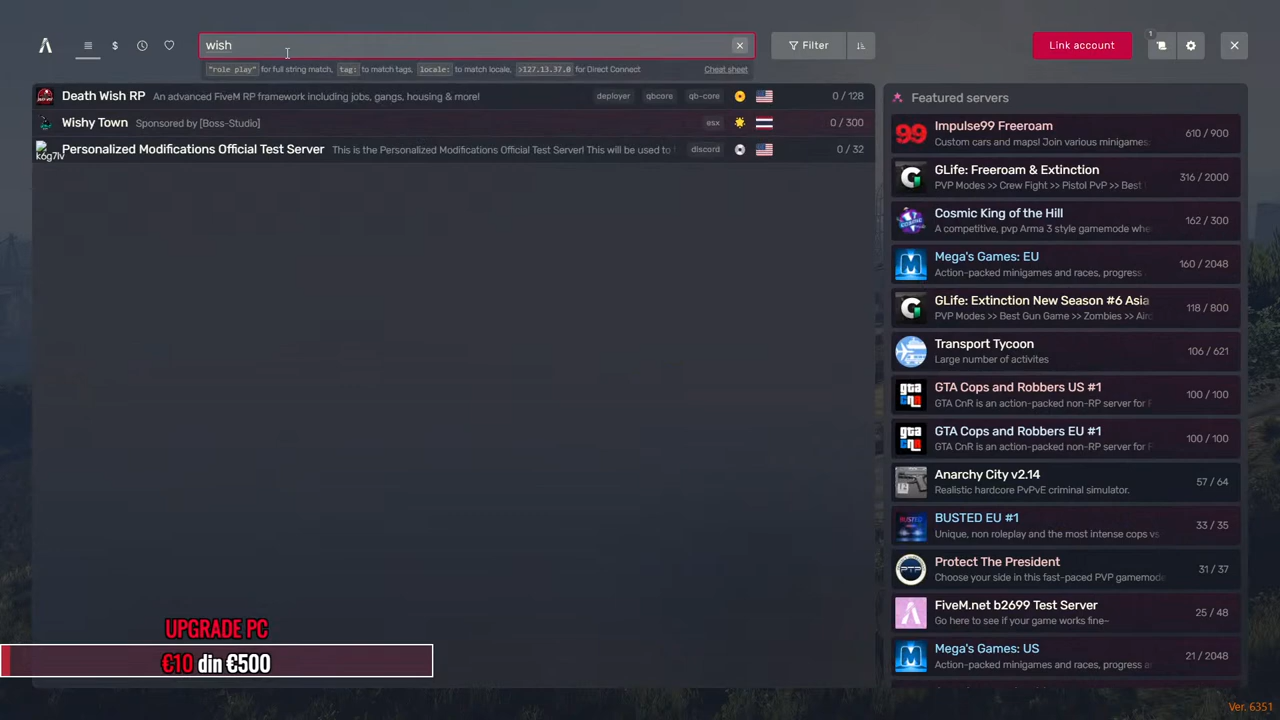 wish
Filter
Link account
1
"role play" for full string match, tag: to match tags, locale: to match locale, >127.13.37.0 for Direct Connect
Cheat sheet
Death Wish RP An advanced FiveM RP framework including jobs, gangs, housing & more! deployer qbcore qb-core 0 / 128
Wishy Town Sponsored by [Boss-Studio] esx 0 / 300
Personalized Modifications Official Test Server This is the Personalized Modifications Official Test Server! This will be used to discord 0 / 32
Featured servers
Impulse99 Freeroam
Custom cars and maps! Join various minigames
610 / 900
GLife: Freeroam & Extinction
PVP Modes >> Crew Fight >> Pistol PvP >> Best
316 / 2000
Cosmic King of the Hill
A competitive, pvp Arma 3 style gamemode whe
162 / 300
Mega's Games: EU
Action-packed minigames and races, progress
160 / 2048
GLife: Extinction New Season #6 Asia
PVP Modes >> Best Gun Game >> Zombies >> Aird
118 / 800
Transport Tycoon
Large number of activites
106 / 621
GTA Cops and Robbers US #1
GTA CnR is an action-packed non-RP server for
100 / 100
GTA Cops and Robbers EU #1
GTA CnR is an action-packed non-RP server for
100 / 100
Anarchy City v2.14
Realistic hardcore PvPvE criminal simulator.
57 / 64
BUSTED EU #1
Unique, non roleplay and the most intense cops vs
33 / 35
Protect The President
Choose your side in this fast-paced PVP gamemode
31 / 37
FiveM.net b2699 Test Server
Go here to see if your game works fine~
25 / 48
Mega's Games: US
Action-packed minigames and races, progress
21 / 2048
UPGRADE PC
€10 din €500
Ver. 6351